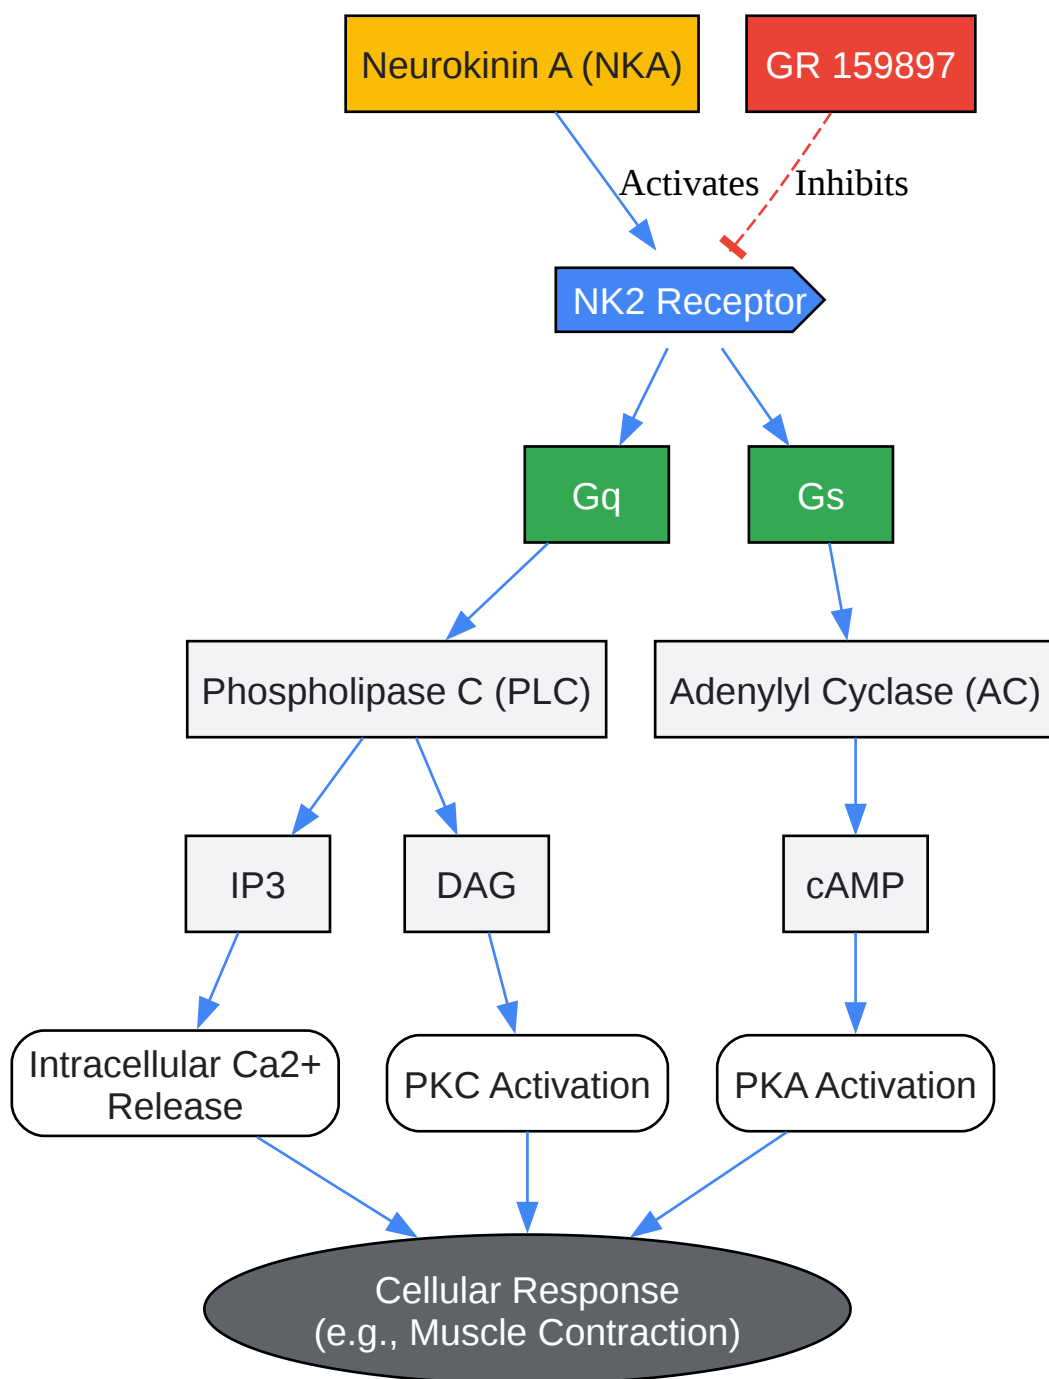 Neurokinin A (NKA)
GR 159897
Activates
Inhibits
NK2 Receptor
Gq
Gs
Phospholipase C (PLC)
Adenylyl Cyclase (AC)
IP3
DAG
cAMP
Intracellular Ca2+
Release
PKC Activation
PKA Activation
Cellular Response
(e.g., Muscle Contraction)